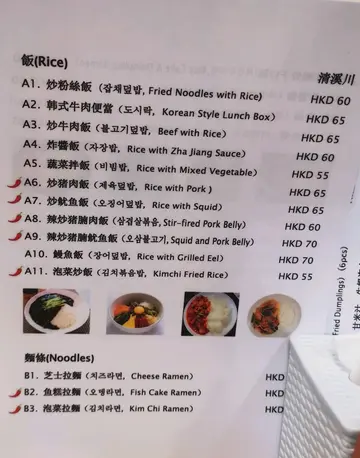 飯(Rice)
清溪川
A1. 炒粉絲飯 (잡채덮밥, Fried Noodles with Rice) HKD 60
A2. 韩式牛肉便當 (도시락, Korean Style Lunch Box) HKD 65
A3. 炒牛肉飯 (불고기덮밥, Beef with Rice) HKD 65
A4. 炸醬飯 (자장밥, Rice with Zha Jiang Sauce) HKD 60
A5. 蔬菜拌飯 (비빔밥, Rice with Mixed Vegetable) HKD 55
A6. 炒猪肉飯 (제육덮밥, Rice with Pork) HKD 65
A7. 炒魷魚飯 (오징어덮밥, Rice with Squid) HKD 65
A8. 辣炒猪腩肉飯 (삼겹살볶음, Stir-fired Pork Belly) HKD 60
A9. 辣炒猪腩魷魚飯 (오삼불고기, Squid and Pork Belly) HKD 70
A10. 饅魚飯 (장어덮밥, Rice with Grilled Eel) HKD 70
A11. 泡菜炒飯 (김치볶음밥, Kimchi Fried Rice) HKD 55
Fried Dumplings) (6pcs)
麵條(Noodles)
B1. 芝士拉麵 (치즈라면, Cheese Ramen) HKD
B2. 魚糕拉麵 (오뎅라면, Fish Cake Ramen) HKD
B3. 泡菜拉麵 (김치라면, Kim Chi Ramen) HKD